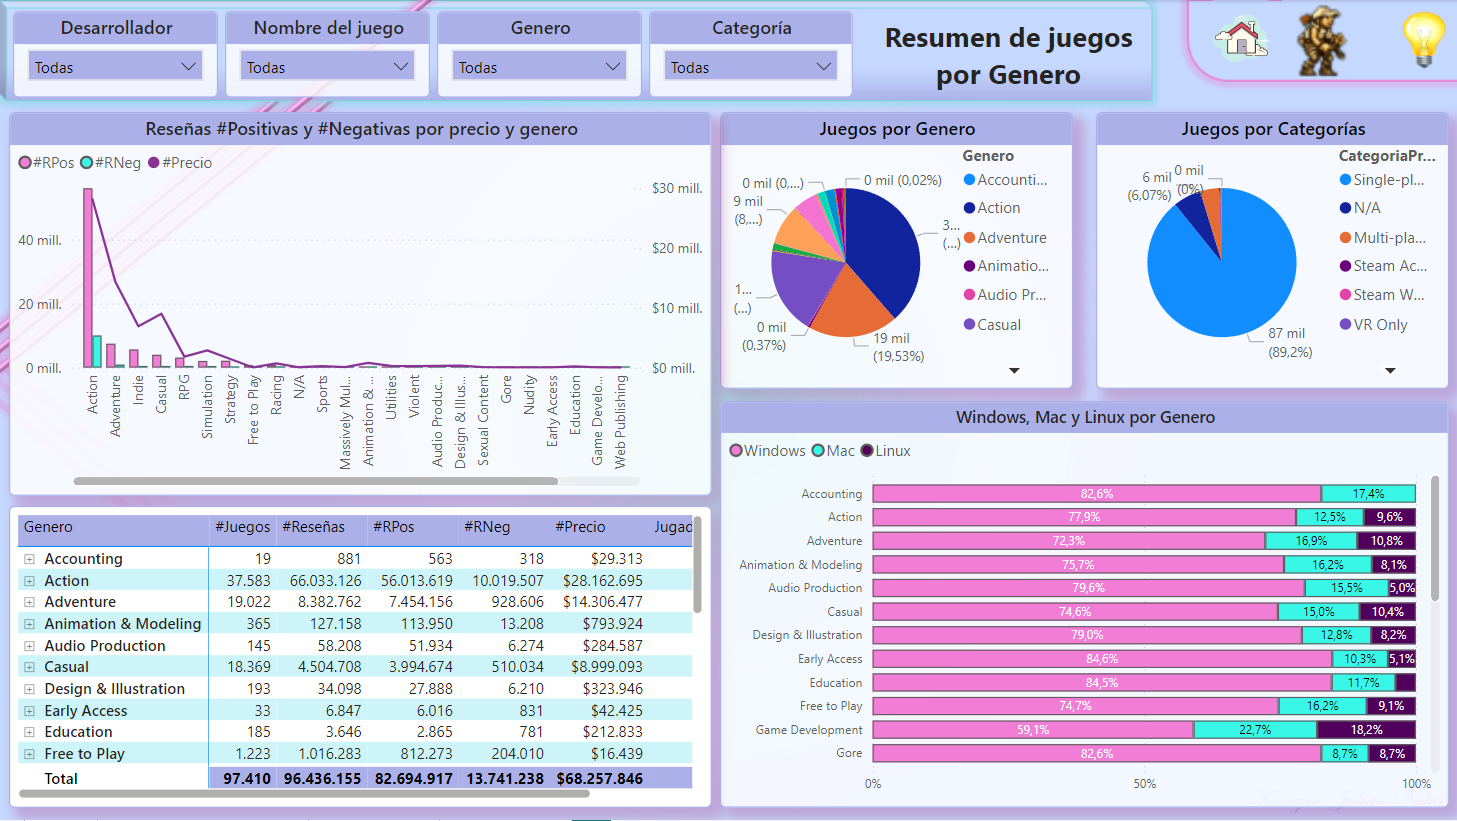 Desarrollador
Todas
Nombre del juego
Todas
Genero
Todas
Categoría
Todas
Resumen de juegos
por Genero
Reseñas #Positivas y #Negativas por precio y genero
#RPos #RNeg #Precio
40 mill.
20 mill.
0 mill.
$30 mill.
$20 mill.
$10 mill.
$0 mill.
Action
Adventure
Indie
Casual
RPG
Simulation
Strategy
Free to Play
Racing
N/A
Sports
Massively Mul...
Animation & ...
Utilities
Violent
Audio Produc...
Design & Illus...
Sexual Content
Gore
Nudity
Early Access
Education
Game Develo...
Web Publishing
Juegos por Genero
0 mil (0,...)
0 mil (0,02%)
9 mil
(8,...)
3...
(...)
1...
(...)
0 mil
(0,37%)
19 mil
(19,53%)
Genero
Accounti...
Action
Adventure
Animatio...
Audio Pr...
Casual
Juegos por Categorías
6 mil
(6,07%)
0 mil
(0%)
87 mil
(89,2%)
CategoriaPr...
Single-pl...
N/A
Multi-pla...
Steam Ac...
Steam W...
VR Only
Genero #Juegos #Reseñas #RPos #RNeg #Precio Jugad
Accounting 19 881 563 318 $29.313
Action 37.583 66.033.126 56.013.619 10.019.507 $28.162.695
Adventure 19.022 8.382.762 7.454.156 928.606 $14.306.477
Animation & Modeling 365 127.158 113.950 13.208 $793.924
Audio Production 145 58.208 51.934 6.274 $284.587
Casual 18.369 4.504.708 3.994.674 510.034 $8.999.093
Design & Illustration 193 34.098 27.888 6.210 $323.946
Early Access 33 6.847 6.016 831 $42.425
Education 185 3.646 2.865 781 $212.833
Free to Play 1.223 1.016.283 812.273 204.010 $16.439
Total 97.410 96.436.155 82.694.917 13.741.238 $68.257.846
Windows, Mac y Linux por Genero
Windows Mac Linux
Accounting 82,6% 17,4%
Action 77,9% 12,5% 9,6%
Adventure 72,3% 16,9% 10,8%
Animation & Modeling 75,7% 16,2% 8,1%
Audio Production 79,6% 15,5% 5,0%
Casual 74,6% 15,0% 10,4%
Design & Illustration 79,0% 12,8% 8,2%
Early Access 84,6% 10,3% 5,1%
Education 84,5% 11,7%
Free to Play 74,7% 16,2% 9,1%
Game Development 59,1% 22,7% 18,2%
Gore 82,6% 8,7% 8,7%
0% 50% 100%